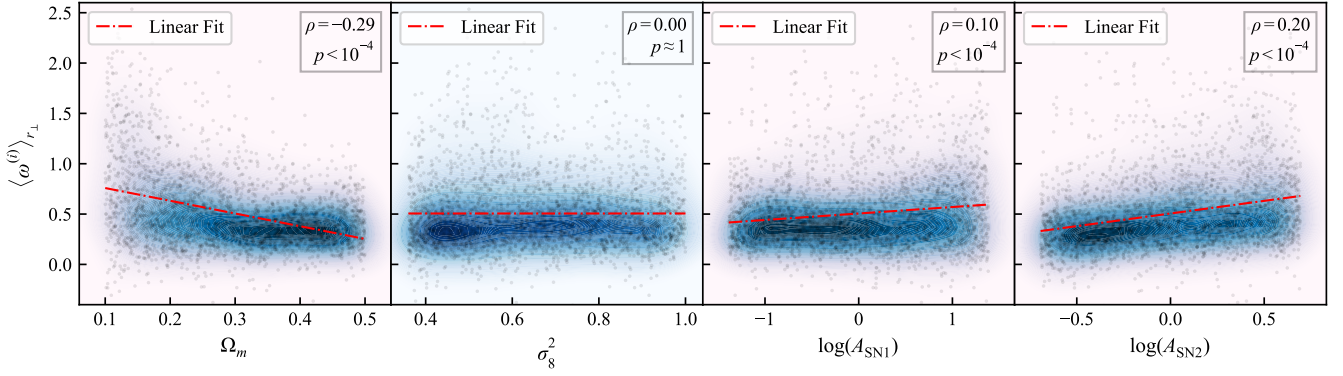 Linear Fit
ρ = −0.29
p < 10⁻⁴
Linear Fit
ρ = 0.00
p ≈ 1
Linear Fit
ρ = 0.10
p < 10⁻⁴
Linear Fit
ρ = 0.20
p < 10⁻⁴
⟨ω⁽ⁱ⁾⟩_{r⊥}
2.5
2.0
1.5
1.0
0.5
0.0
0.1 0.2 0.3 0.4 0.5
0.4 0.6 0.8 1.0
−1 0 1
−0.5 0.0 0.5
Ω_m
σ₈²
log(A_SN1)
log(A_SN2)